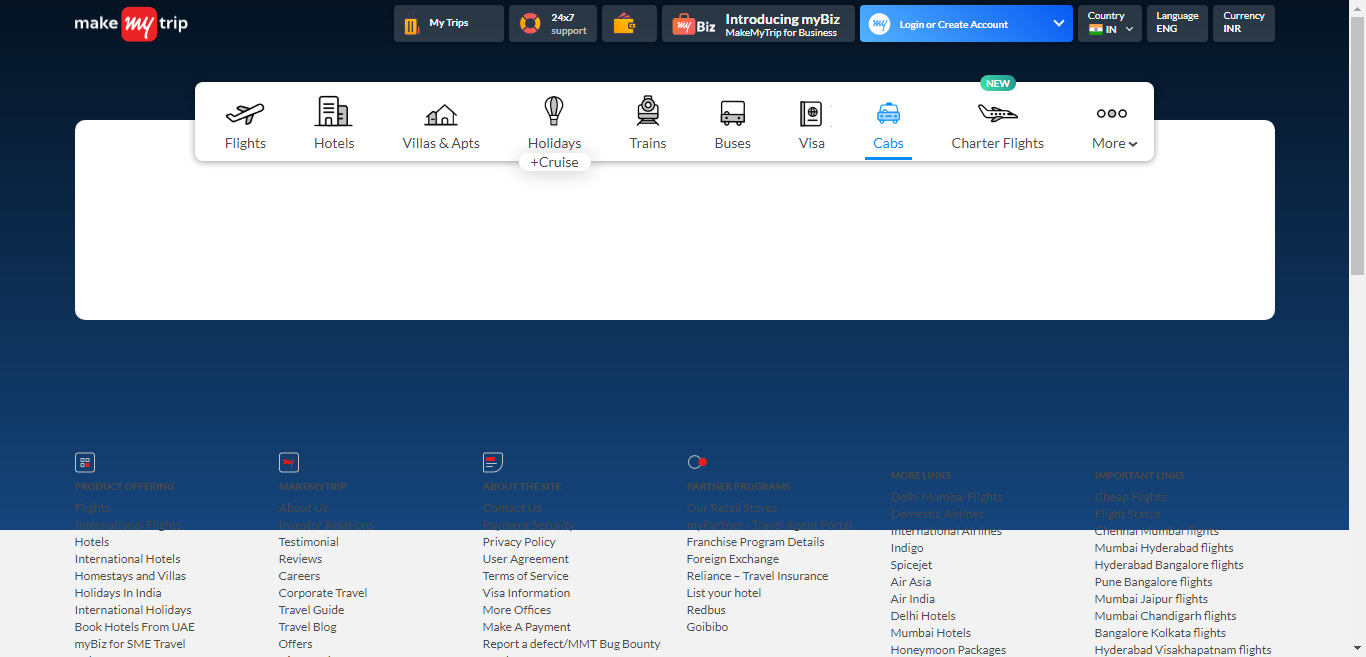 make my trip
My Trips
24x7
support
my Biz
Introducing myBiz
MakeMyTrip for Business
my
Login or Create Account
Country
IN
Language
ENG
Currency
INR
NEW
Flights
Hotels
Villas & Apts
Holidays
Trains
Buses
Visa
Cabs
Charter Flights
More
+Cruise
PRODUCT OFFERING
Flights
International Flights
Hotels
International Hotels
Homestays and Villas
Holidays In India
International Holidays
Book Hotels From UAE
myBiz for SME Travel
my
MAKEMYTRIP
About Us
Investor Relations
Testimonial
Reviews
Careers
Corporate Travel
Travel Guide
Travel Blog
Offers
ABOUT THE SITE
Contact Us
Payment Security
Privacy Policy
User Agreement
Terms of Service
Visa Information
More Offices
Make A Payment
Report a defect/MMT Bug Bounty
PARTNER PROGRAMS
Our Retail Stores
myPartner - Travel Agent Portal
Franchise Program Details
Foreign Exchange
Reliance – Travel Insurance
List your hotel
Redbus
Goibibo
MORE LINKS
Delhi Mumbai Flights
Domestic Airlines
International Airlines
Indigo
Spicejet
Air Asia
Air India
Delhi Hotels
Mumbai Hotels
Honeymoon Packages
IMPORTANT LINKS
Cheap Flights
Flight Status
Chennai Mumbai flights
Mumbai Hyderabad flights
Hyderabad Bangalore flights
Pune Bangalore flights
Mumbai Jaipur flights
Mumbai Chandigarh flights
Bangalore Kolkata flights
Hyderabad Visakhapatnam flights